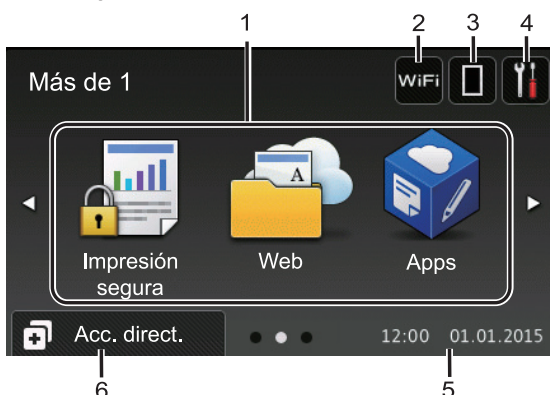 1
2 3 4
Más de 1
WiFi
A
Impresión
segura
Web
Apps
Acc. direct.
12:00 01.01.2015
6
5